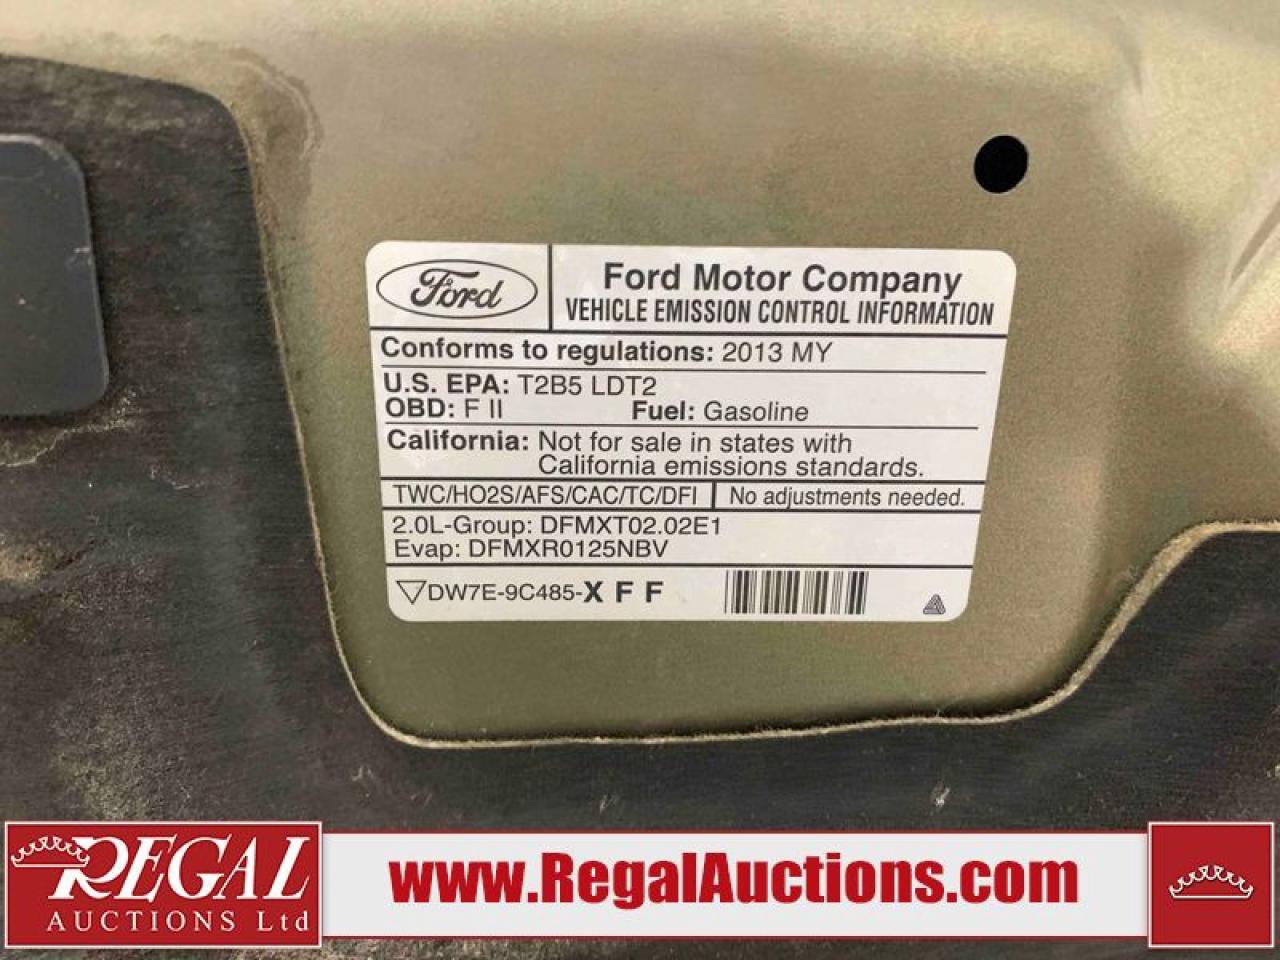 Ford
Ford Motor Company
VEHICLE EMISSION CONTROL INFORMATION
Conforms to regulations: 2013 MY
U.S. EPA: T2B5 LDT2
OBD: F II Fuel: Gasoline
California: Not for sale in states with
California emissions standards.
TWC/HO2S/AFS/CAC/TC/DFI No adjustments needed.
2.0L-Group: DFMXT02.02E1
Evap: DFMXR0125NBV
DW7E-9C485-X F F
REGAL
AUCTIONS Ltd
www.RegalAuctions.com